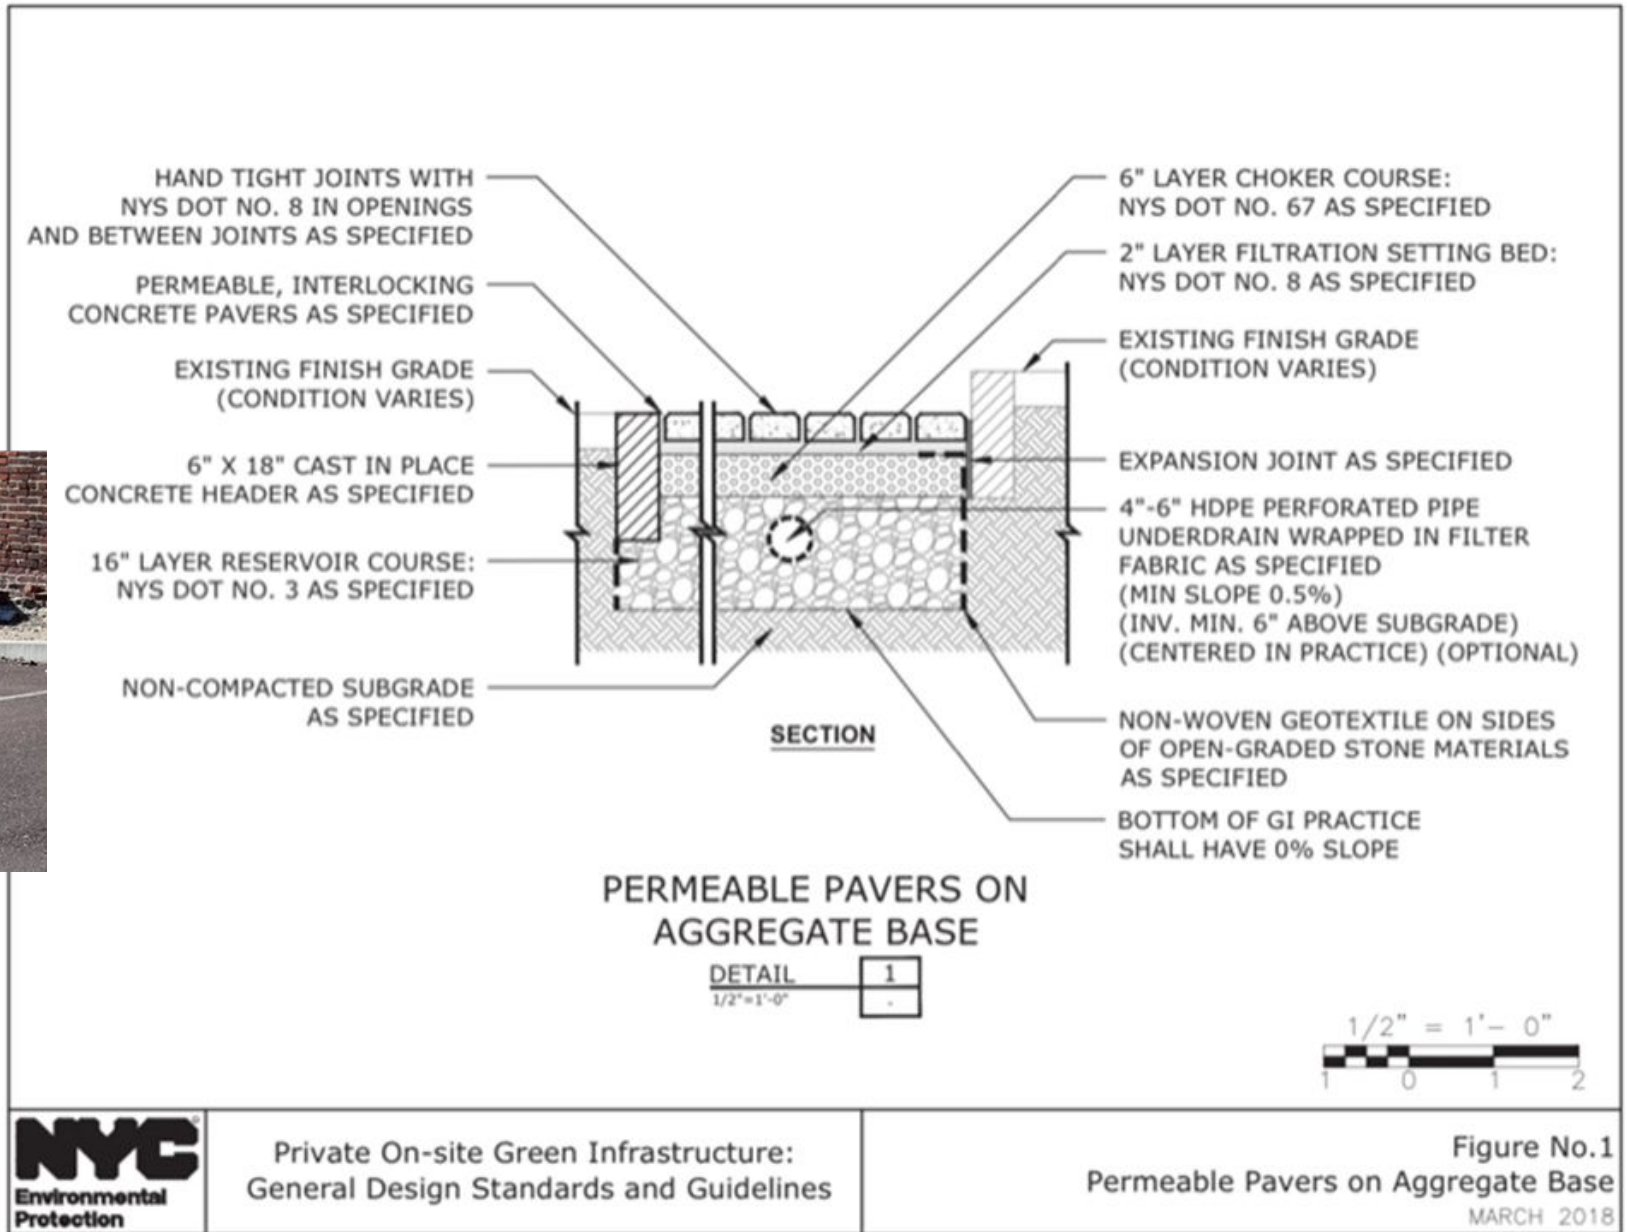 HAND TIGHT JOINTS WITH
NYS DOT NO. 8 IN OPENINGS
AND BETWEEN JOINTS AS SPECIFIED
PERMEABLE, INTERLOCKING
CONCRETE PAVERS AS SPECIFIED
EXISTING FINISH GRADE
(CONDITION VARIES)
6" X 18" CAST IN PLACE
CONCRETE HEADER AS SPECIFIED
16" LAYER RESERVOIR COURSE:
NYS DOT NO. 3 AS SPECIFIED
NON-COMPACTED SUBGRADE
AS SPECIFIED
6" LAYER CHOKER COURSE:
NYS DOT NO. 67 AS SPECIFIED
2" LAYER FILTRATION SETTING BED:
NYS DOT NO. 8 AS SPECIFIED
EXISTING FINISH GRADE
(CONDITION VARIES)
EXPANSION JOINT AS SPECIFIED
4"-6" HDPE PERFORATED PIPE
UNDERDRAIN WRAPPED IN FILTER
FABRIC AS SPECIFIED
(MIN SLOPE 0.5%)
(INV. MIN. 6" ABOVE SUBGRADE)
(CENTERED IN PRACTICE) (OPTIONAL)
NON-WOVEN GEOTEXTILE ON SIDES
OF OPEN-GRADED STONE MATERIALS
AS SPECIFIED
BOTTOM OF GI PRACTICE
SHALL HAVE 0% SLOPE
SECTION
PERMEABLE PAVERS ON
AGGREGATE BASE
DETAIL 1
1/2"=1'-0" -
1/2" = 1'- 0"
1 0 1 2
NYC
Environmental
Protection
Private On-site Green Infrastructure:
General Design Standards and Guidelines
Figure No.1
Permeable Pavers on Aggregate Base
MARCH 2018